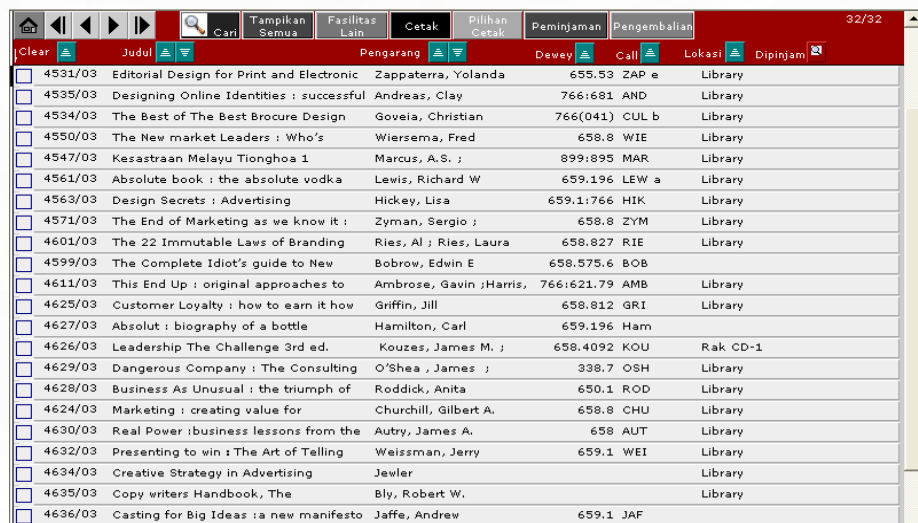 Cari Tampikan Semua Fasilitas Lain Cetak Pilihan Cetak Peminjaman Pengembalian 32/32
Clear Judul Pengarang Dewey Call Lokasi Dipinjam
4531/03 Editorial Design for Print and Electronic Zappaterra, Yolanda 655.53 ZAP e Library
4535/03 Designing Online Identities : successful Andreas, Clay 766:681 AND Library
4534/03 The Best of The Best Brocure Design Goveia, Christian 766(041) CUL b Library
4550/03 The New market Leaders : Who's Wiersema, Fred 658.8 WIE Library
4547/03 Kesastraan Melayu Tionghoa 1 Marcus, A.S. ; 899:895 MAR Library
4561/03 Absolute book : the absolute vodka Lewis, Richard W 659.196 LEW a Library
4563/03 Design Secrets : Advertising Hickey, Lisa 659.1:766 HIK Library
4571/03 The End of Marketing as we know it : Zyman, Sergio ; 658.8 ZYM Library
4601/03 The 22 Immutable Laws of Branding Ries, Al ; Ries, Laura 658.827 RIE Library
4599/03 The Complete Idiot's guide to New Bobrow, Edwin E 658.575.6 BOB
4611/03 This End Up : original approaches to Ambrose, Gavin ;Harris, 766:621.79 AMB Library
4625/03 Customer Loyalty : how to earn it how Griffin, Jill 658.812 GRI Library
4627/03 Absolut : biography of a bottle Hamilton, Carl 659.196 Ham Library
4626/03 Leadership The Challenge 3rd ed. Kouzes, James M. ; 658.4092 KOU Rak CD-1
4629/03 Dangerous Company : The Consulting O'Shea , James ; 338.7 OSH Library
4628/03 Business As Unusual : the triumph of Roddick, Anita 650.1 ROD Library
4624/03 Marketing : creating value for Churchill, Gilbert A. 658.8 CHU Library
4630/03 Real Power :business lessons from the Autry, James A. 658 AUT Library
4632/03 Presenting to win : The Art of Telling Weissman, Jerry 659.1 WEI Library
4634/03 Creative Strategy in Advertising Jewler Library
4635/03 Copy writers Handbook, The Bly, Robert W. Library
4636/03 Casting for Big Ideas :a new manifesto Jaffe, Andrew 659.1 JAF